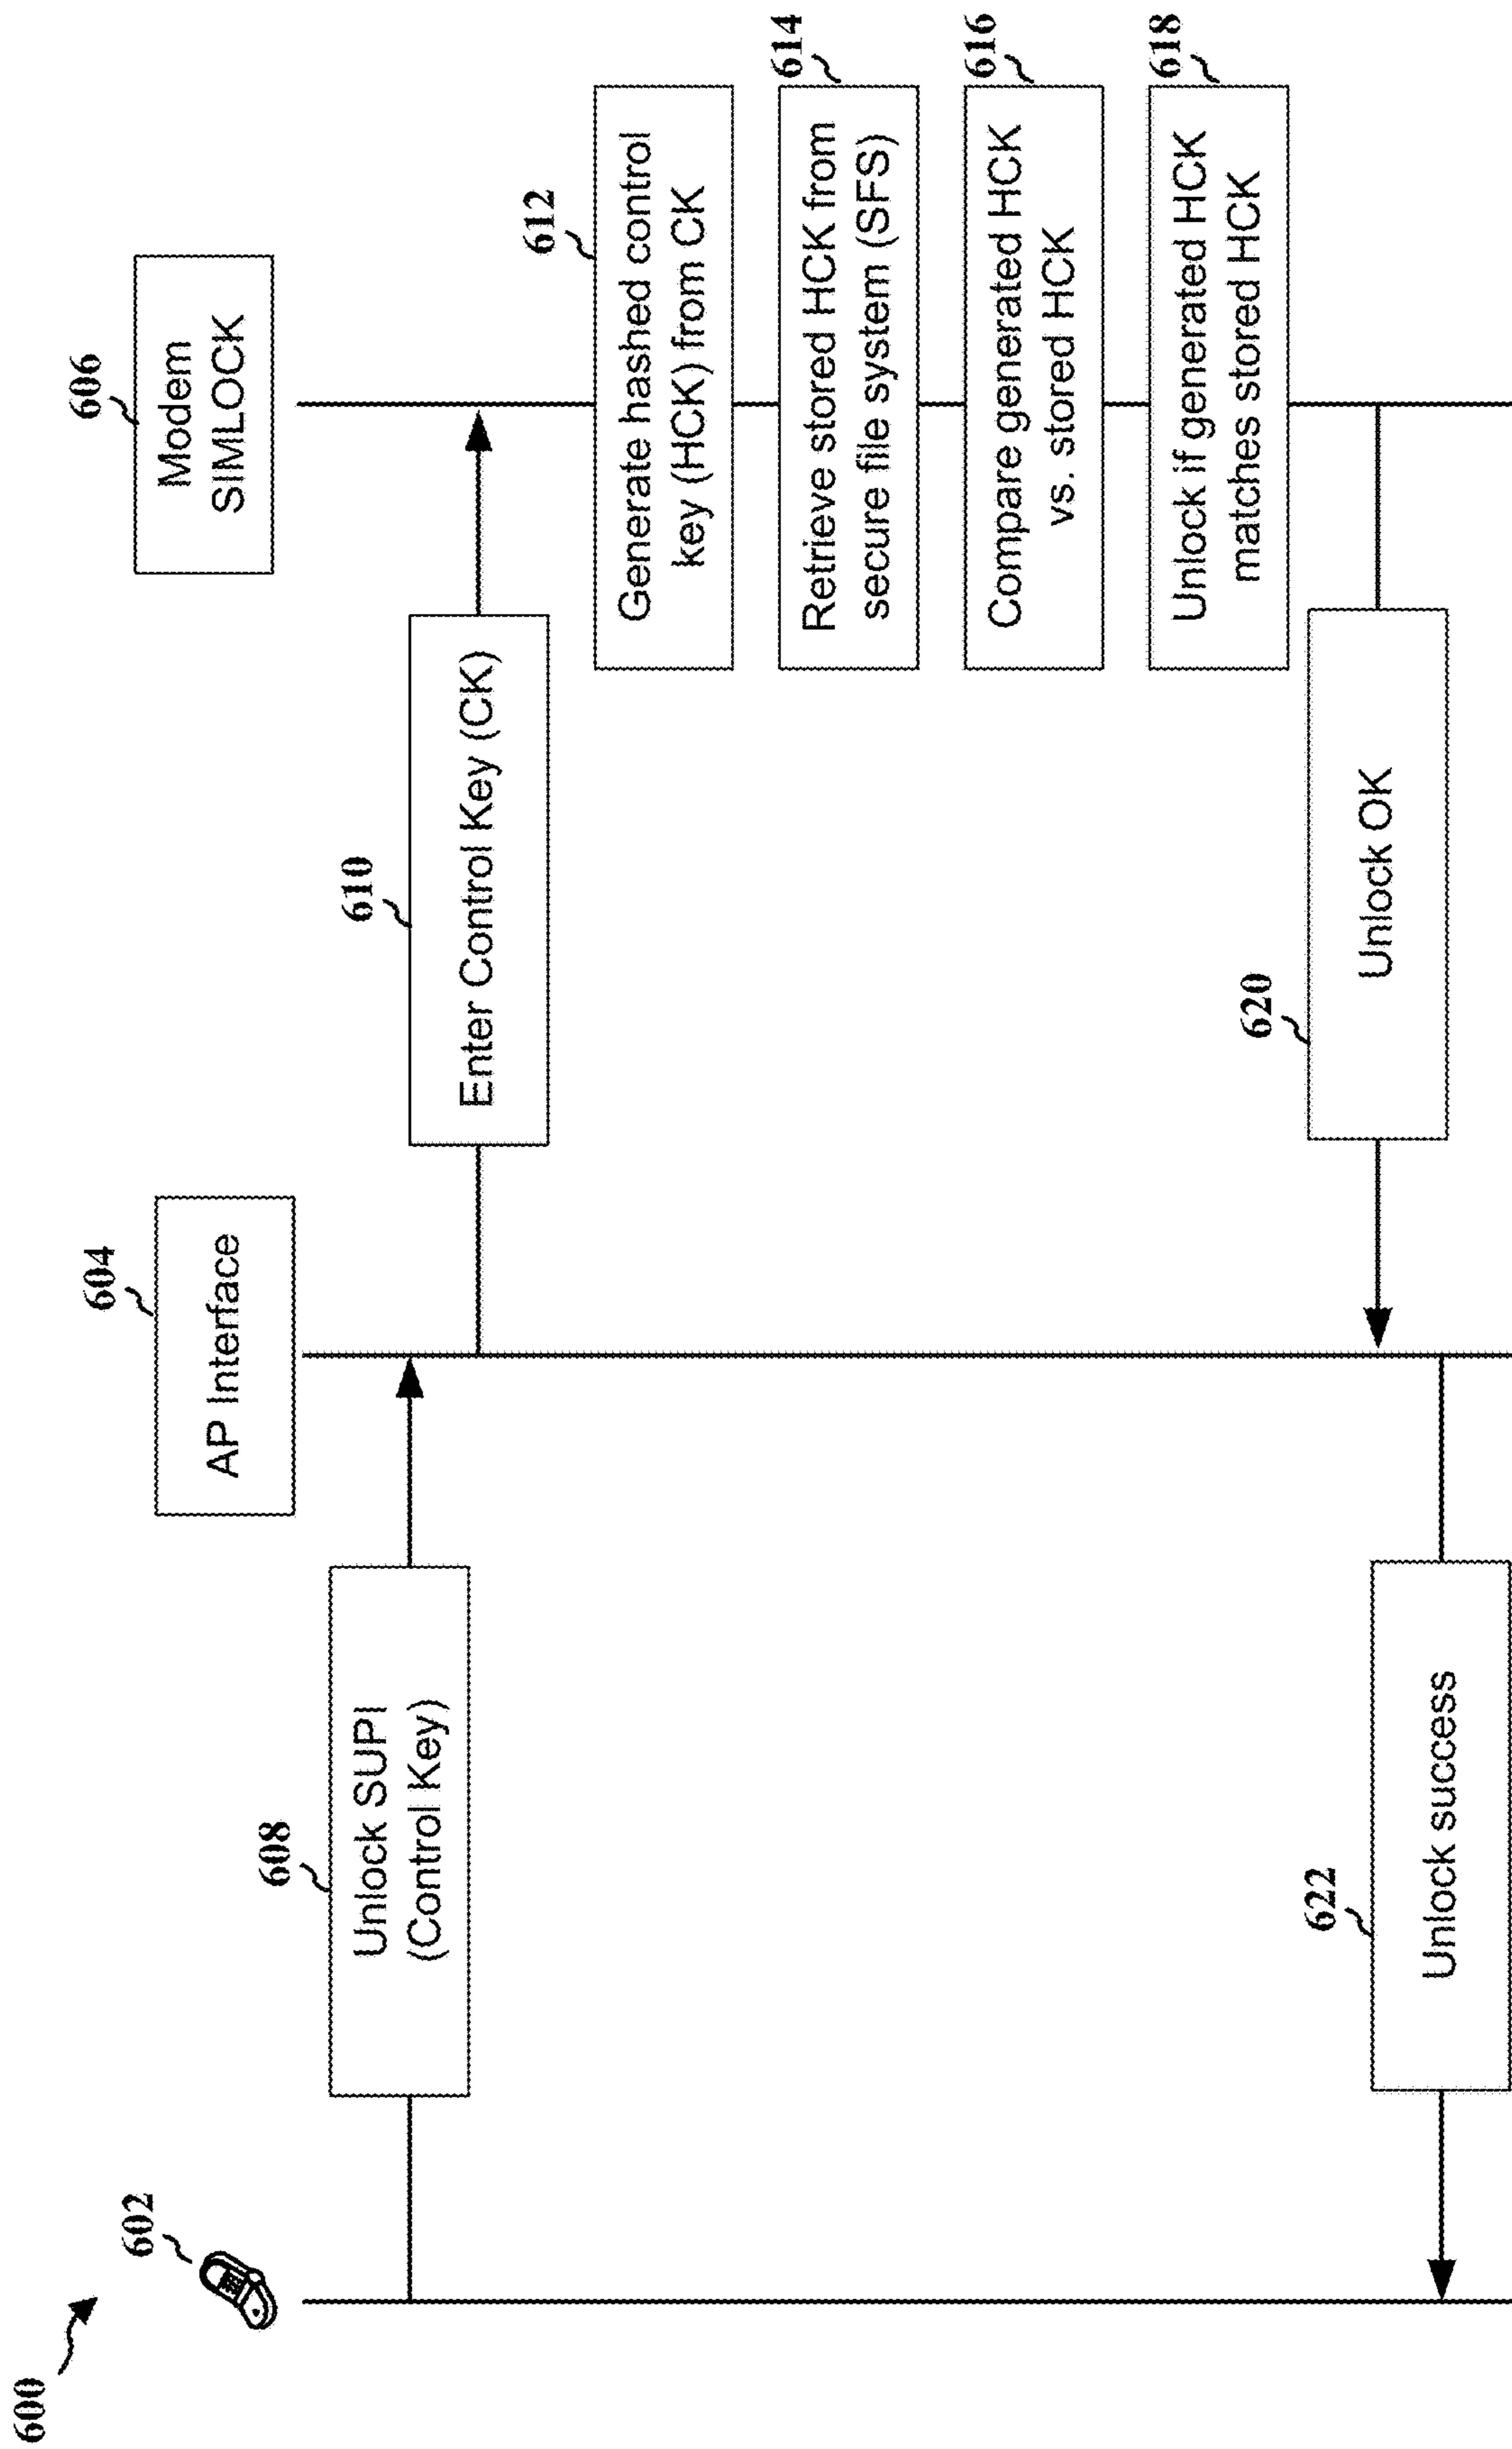 600
602
604
AP Interface
606
Modem
SIMLOCK
608
Unlock SUPI
(Control Key)
610
Enter Control Key (CK)
612
Generate hashed control
key (HCK) from CK
614
Retrieve stored HCK from
secure file system (SFS)
616
Compare generated HCK
vs. stored HCK
618
Unlock if generated HCK
matches stored HCK
620
Unlock OK
622
Unlock success